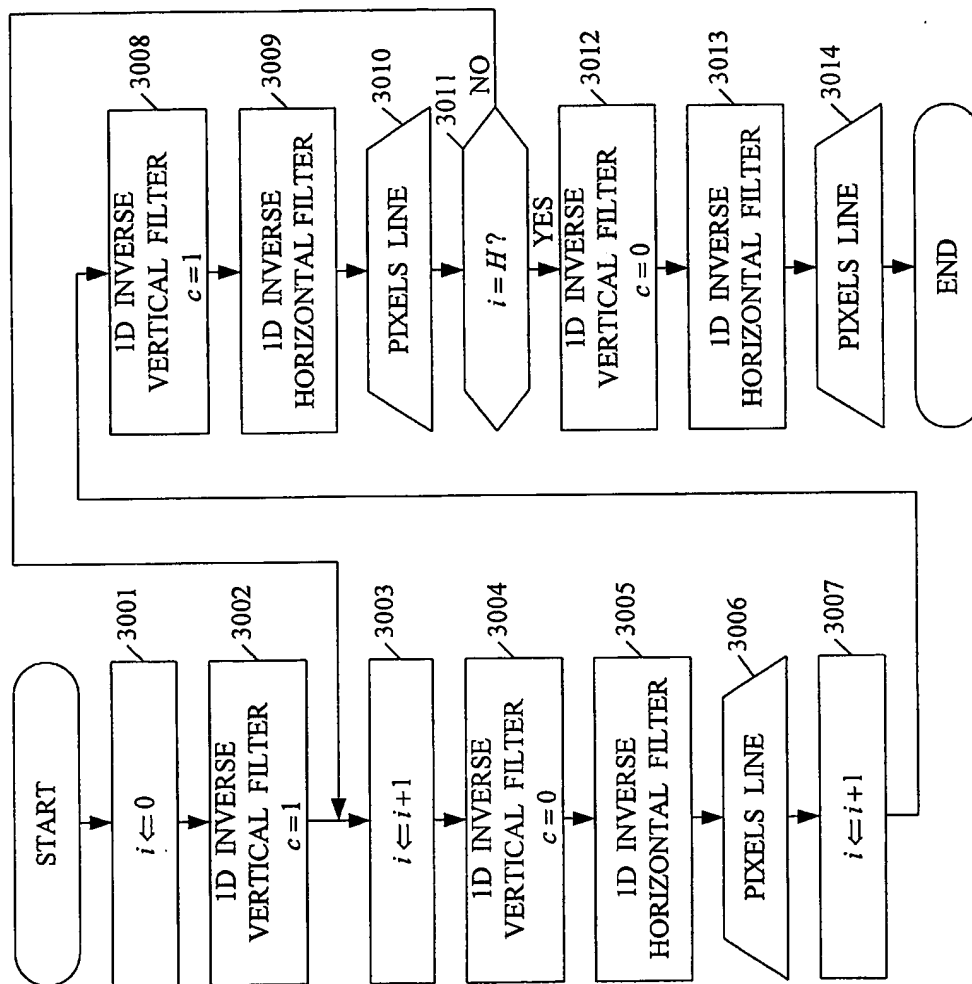 START
3001
i⇐0
3002
1D INVERSE
VERTICAL FILTER
c=1
3003
i⇐i+1
3004
1D INVERSE
VERTICAL FILTER
c=0
3005
1D INVERSE
HORIZONTAL FILTER
3006
PIXELS LINE
3007
i⇐i+1
3008
1D INVERSE
VERTICAL FILTER
c=1
3009
1D INVERSE
HORIZONTAL FILTER
3010
PIXELS LINE
3011
i=H?
NO
YES
3012
1D INVERSE
VERTICAL FILTER
c=0
3013
1D INVERSE
HORIZONTAL FILTER
3014
PIXELS LINE
END